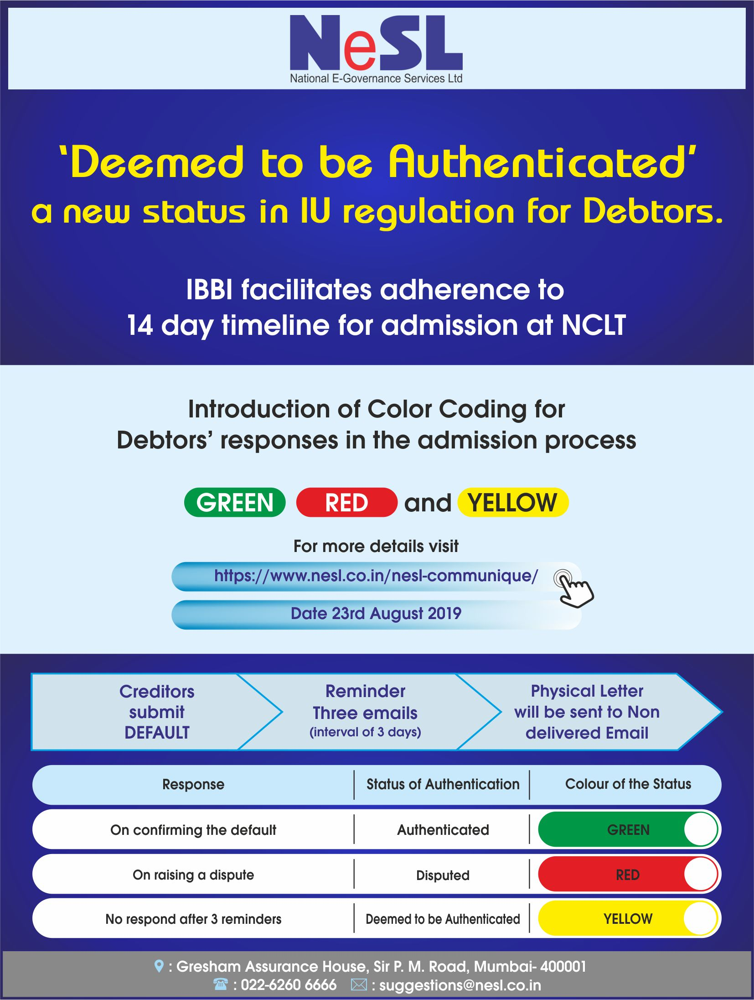 NeSL
National E-Governance Services Ltd
‘Deemed to be Authenticated’
a new status in IU regulation for Debtors.
IBBI facilitates adherence to
14 day timeline for admission at NCLT
Introduction of Color Coding for
Debtors’ responses in the admission process
GREEN RED and YELLOW
For more details visit
https://www.nesl.co.in/nesl-communique/
Date 23rd August 2019
Creditors
submit
DEFAULT
Reminder
Three emails
(interval of 3 days)
Physical Letter
will be sent to Non
delivered Email
Response Status of Authentication Colour of the Status
On confirming the default Authenticated GREEN
On raising a dispute Disputed RED
No respond after 3 reminders Deemed to be Authenticated YELLOW
: Gresham Assurance House, Sir P. M. Road, Mumbai- 400001
: 022-6260 6666 : suggestions@nesl.co.in